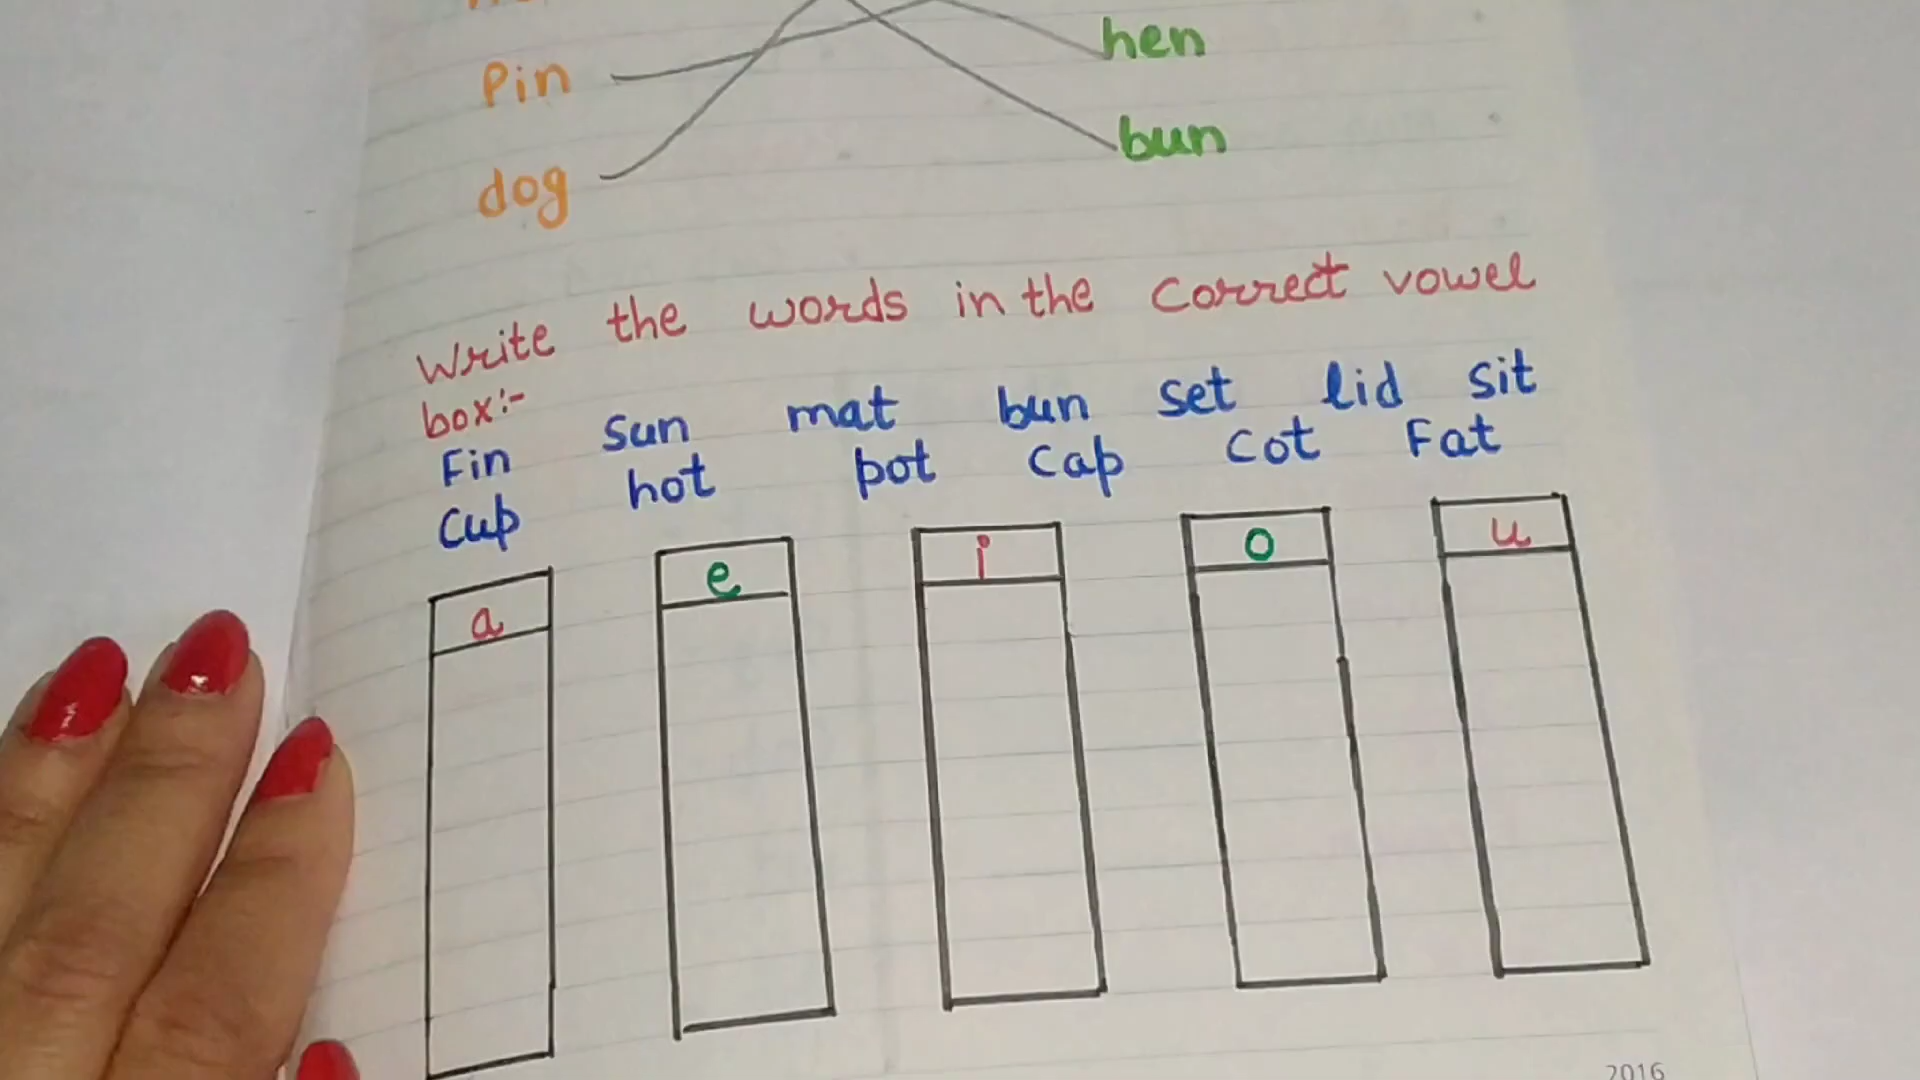 Pin hen
dog bun
Write the words in the correct vowel
box:-
Fin Sun mat bun set lid sit
Cup hot pot Cap Cot Fat
a e i o u
2016